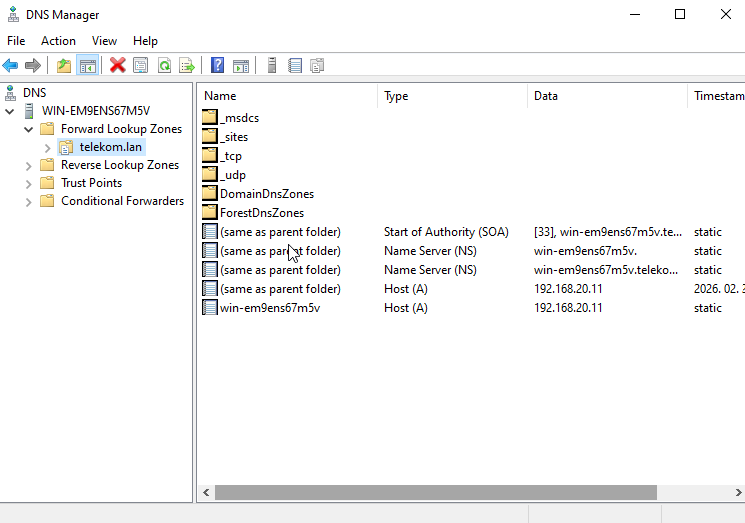 DNS Manager
File Action View Help
DNS
WIN-EM9ENS67M5V
Forward Lookup Zones
telekom.lan
Reverse Lookup Zones
Trust Points
Conditional Forwarders
Name Type Data Timestam
_msdcs
_sites
_tcp
_udp
DomainDnsZones
ForestDnsZones
(same as parent folder) Start of Authority (SOA) [33], win-em9ens67m5v.te... static
(same as parent folder) Name Server (NS) win-em9ens67m5v. static
(same as parent folder) Name Server (NS) win-em9ens67m5v.teleko... static
(same as parent folder) Host (A) 192.168.20.11 2026. 02. 2
win-em9ens67m5v Host (A) 192.168.20.11 static